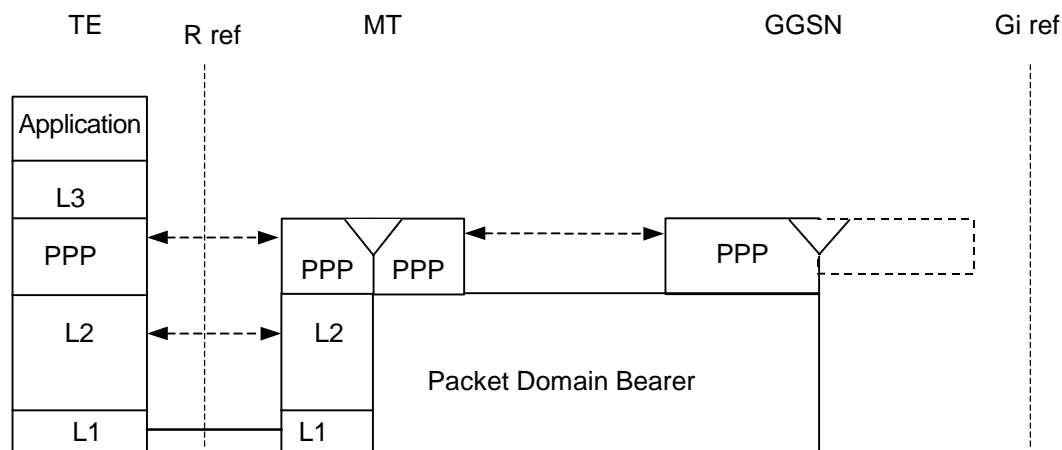 TE
R ref
MT
GGSN
Gi ref
Application
L3
PPP
PPP
PPP
PPP
L2
L2
Packet Domain Bearer
L1
L1